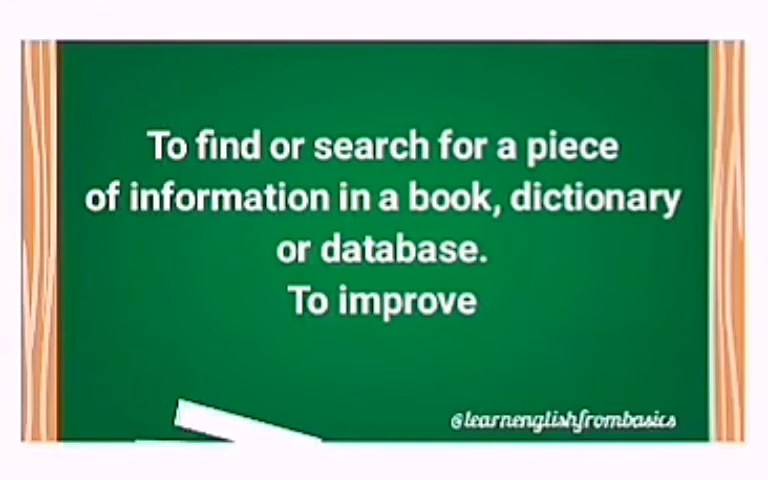 To find or search for a piece
of information in a book, dictionary
or database.
To improve
@learnenglishfrombasics